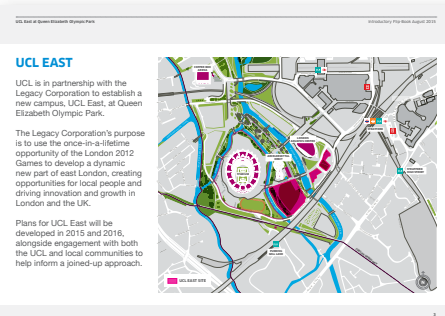 UCL East at Queen Elizabeth Olympic Park
Introductory Flip Book August 2015
UCL EAST
UCL is in partnership with the
Legacy Corporation to establish a
new campus, UCL East, at Queen
Elizabeth Olympic Park.
The Legacy Corporation's purpose
is to use the once-in-a-lifetime
opportunity of the London 2012
Games to develop a dynamic
new part of east London, creating
opportunities for local people and
driving innovation and growth in
London and the UK.
Plans for UCL East will be
developed in 2015 and 2016,
alongside engagement with both
the UCL and local communities to
help inform a joined-up approach.
UCL EAST SITE